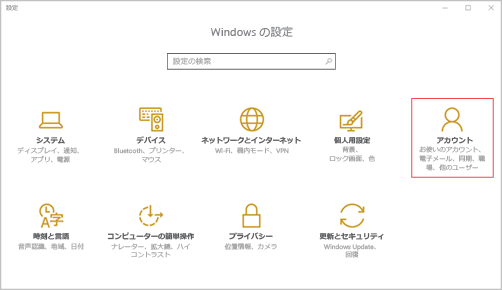 設定
Windows の設定
設定の検索
システム
ディスプレイ、通知、
アプリ、電源
デバイス
Bluetooth、プリンター、
マウス
ネットワークとインターネット
Wi-Fi、機内モード、VPN
個人用設定
背景、
ロック画面、色
アカウント
お使いのアカウント、
電子メール、同期、職
場、他のユーザー
A字
時刻と言語
音声認識、地域、日付
コンピューターの簡単操作
ナレーター、拡大鏡、ハイ
コントラスト
プライバシー
位置情報、カメラ
更新とセキュリティ
Windows Update、
回復